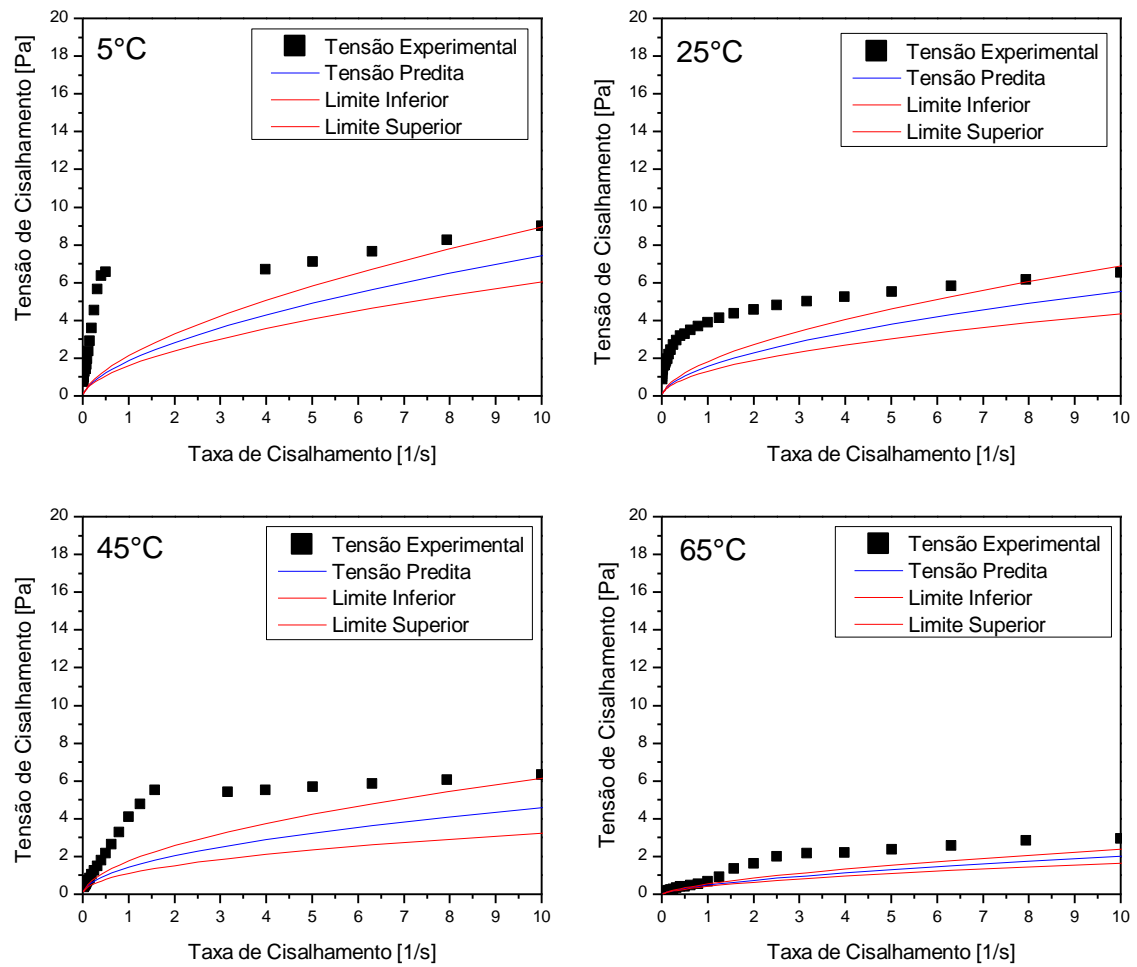 5°C
Tensão Experimental
Tensão Predita
Limite Inferior
Limite Superior
Tensão de Cisalhamento [Pa]
20
18
16
14
12
10
8
6
4
2
0
0 1 2 3 4 5 6 7 8 9 10
Taxa de Cisalhamento [1/s]
25°C
Tensão Experimental
Tensão Predita
Limite Inferior
Limite Superior
Tensão de Cisalhamento [Pa]
20
18
16
14
12
10
8
6
4
2
0
0 1 2 3 4 5 6 7 8 9 10
Taxa de Cisalhamento [1/s]
45°C
Tensão Experimental
Tensão Predita
Limite Inferior
Limite Superior
Tensão de Cisalhamento [Pa]
20
18
16
14
12
10
8
6
4
2
0
0 1 2 3 4 5 6 7 8 9 10
Taxa de Cisalhamento [1/s]
65°C
Tensão Experimental
Tensão Predita
Limite Inferior
Limite Superior
Tensão de Cisalhamento [Pa]
20
18
16
14
12
10
8
6
4
2
0
0 1 2 3 4 5 6 7 8 9 10
Taxa de Cisalhamento [1/s]